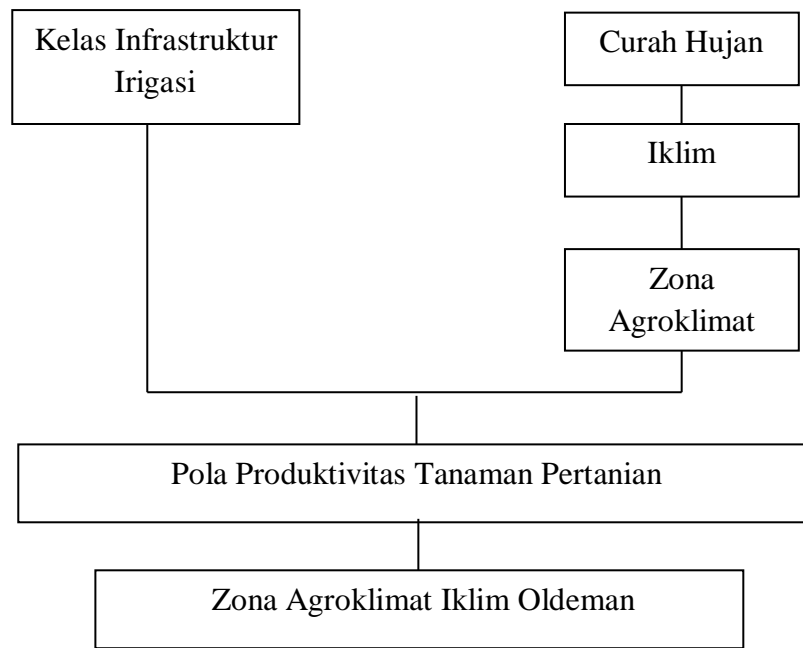 Kelas Infrastruktur
Irigasi
Curah Hujan
Iklim
Zona
Agroklimat
Pola Produktivitas Tanaman Pertanian
Zona Agroklimat Iklim Oldeman